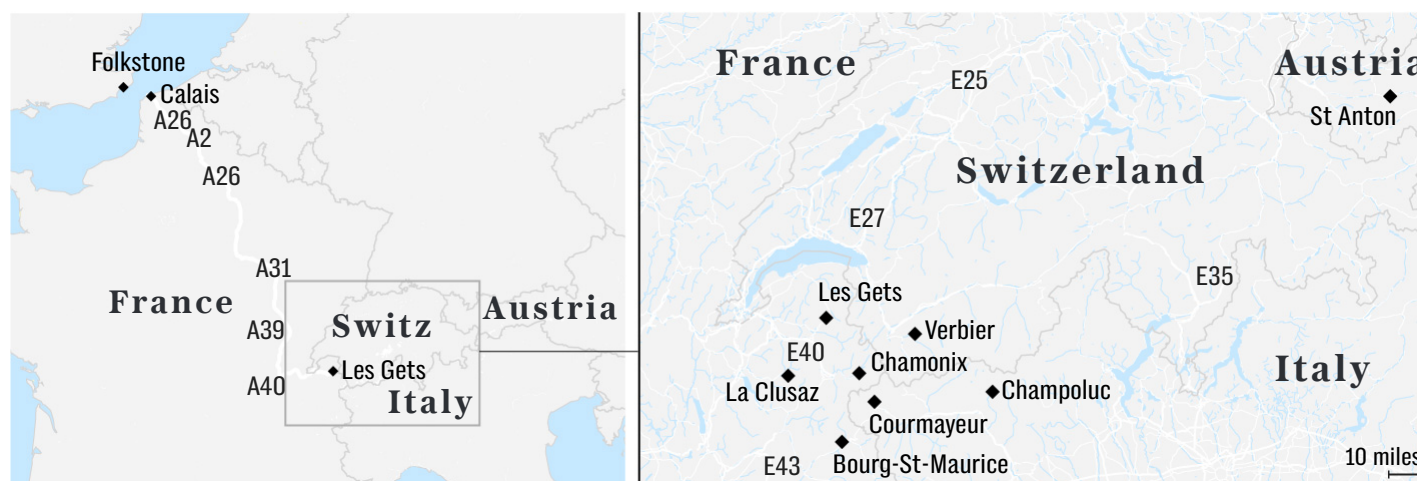 Folkstone
Calais
A26
A2
A26
A31
France
A39
Switz
Austria
A40
Les Gets
Italy
France
E25
Austria
St Anton
Switzerland
E27
E35
Les Gets
Verbier
E40
Chamonix
La Clusaz
Champoluc
Italy
Courmayeur
E43
Bourg-St-Maurice
10 miles